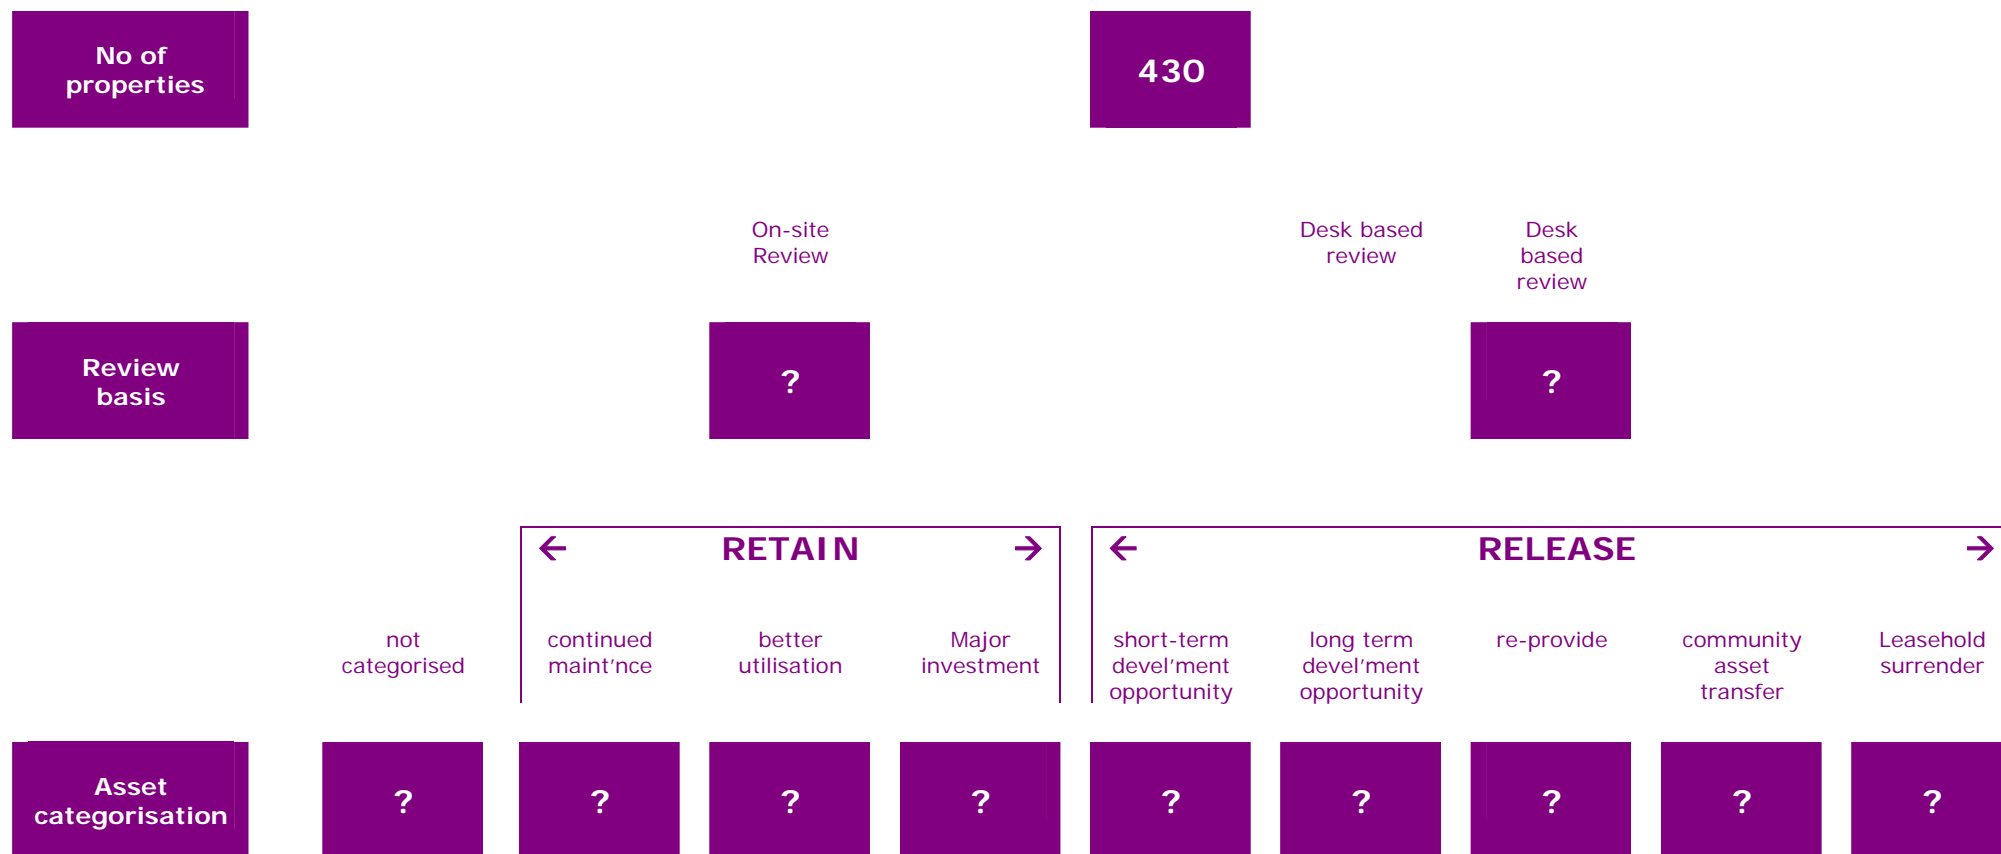 No of
properties
430
On-site
Review
Desk based
review
Desk
based
review
Review
basis
?
?
← RETAIN →
← RELEASE →
not
categorised
continued
maint'nce
better
utilisation
Major
investment
short-term
devel'ment
opportunity
long term
devel'ment
opportunity
re-provide
community
asset
transfer
Leasehold
surrender
Asset
categorisation
?
?
?
?
?
?
?
?
?